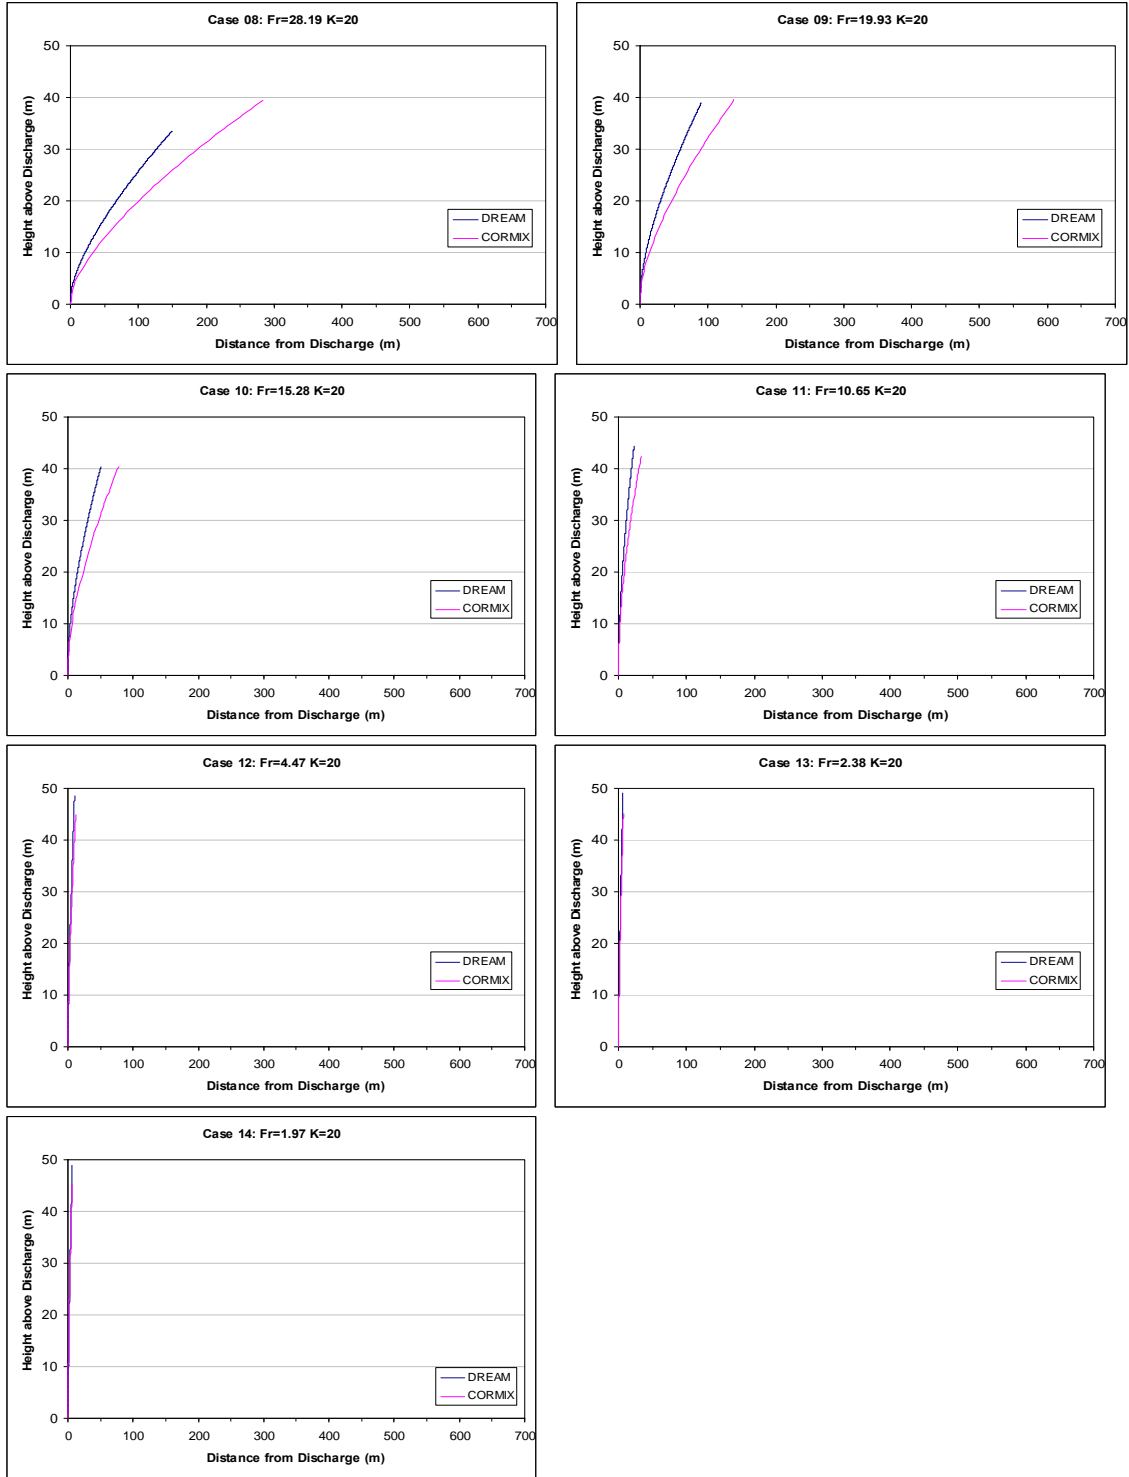 Case 08: Fr=28.19 K=20
50
40
30
20
10
0
Height above Discharge (m)
DREAM
CORMIX
0 100 200 300 400 500 600 700
Distance from Discharge (m)
Case 09: Fr=19.93 K=20
50
40
30
20
10
0
Height above Discharge (m)
DREAM
CORMIX
0 100 200 300 400 500 600 700
Distance from Discharge (m)
Case 10: Fr=15.28 K=20
50
40
30
20
10
0
Height above Discharge (m)
DREAM
CORMIX
0 100 200 300 400 500 600 700
Distance from Discharge (m)
Case 11: Fr=10.65 K=20
50
40
30
20
10
0
Height above Discharge (m)
DREAM
CORMIX
0 100 200 300 400 500 600 700
Distance from Discharge (m)
Case 12: Fr=4.47 K=20
50
40
30
20
10
0
Height above Discharge (m)
DREAM
CORMIX
0 100 200 300 400 500 600 700
Distance from Discharge (m)
Case 13: Fr=2.38 K=20
50
40
30
20
10
0
Height above Discharge (m)
DREAM
CORMIX
0 100 200 300 400 500 600 700
Distance from Discharge (m)
Case 14: Fr=1.97 K=20
50
40
30
20
10
0
Height above Discharge (m)
DREAM
CORMIX
0 100 200 300 400 500 600 700
Distance from Discharge (m)